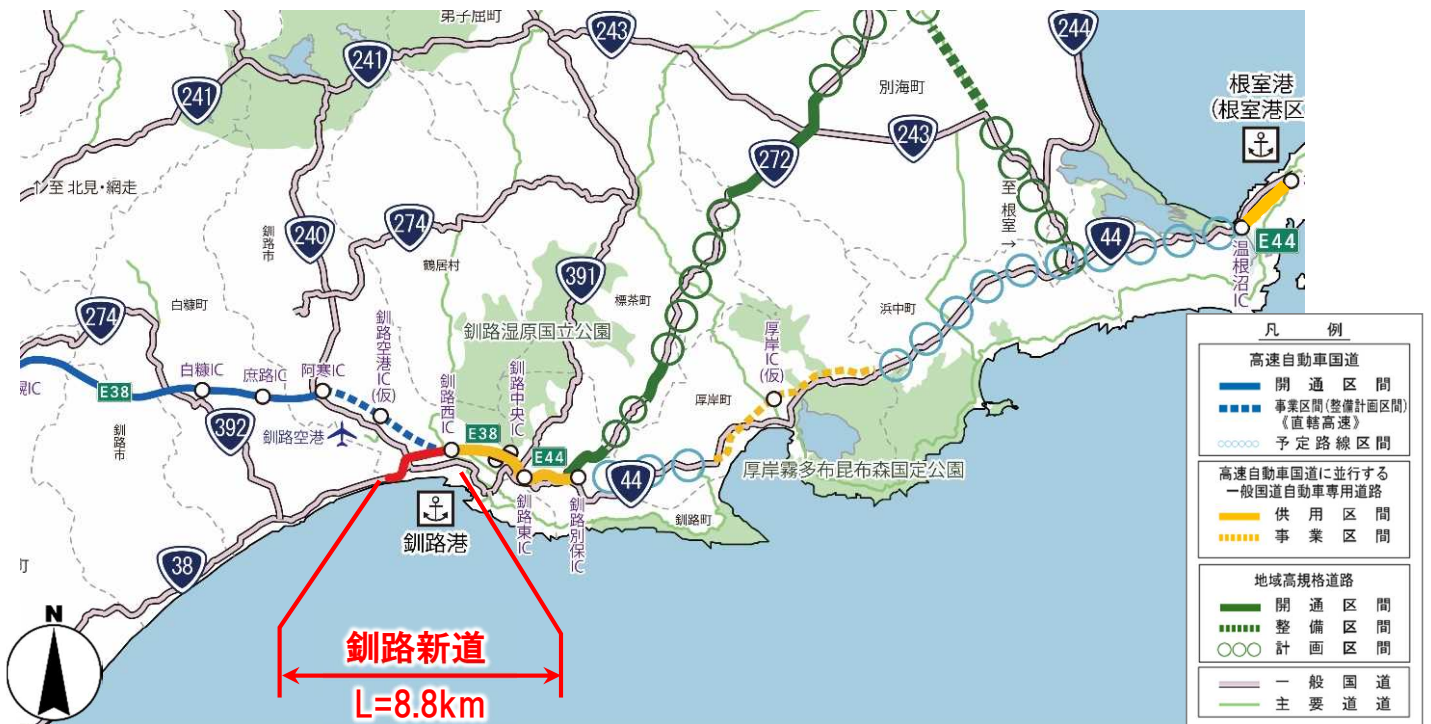 弟子屈町
243
244
241
241
根室港
(根室港区
別海町
243
272
↑至 北見・網走
至 根室 →
240
274
釧路市
鶴居村
44
E44
温根沼IC
391
白糠町
標茶町
浜中町
274
釧路湿原国立公園
釧路空港IC(仮)
厚岸IC(仮)
白糠IC
庶路IC
阿寒IC
釧路西IC
釧路中央IC
幌IC
E38
392
釧路空港
釧路市
厚岸町
E38
E44
44
厚岸霧多布昆布森国定公園
釧路港
釧路東IC
釧路別保IC
釧路町
38
町
N
釧路新道
L=8.8km
凡 例
高速自動車国道
開通区間
事業区間(整備計画区間)
《直轄高速》
予定路線区間
高速自動車国道に並行する
一般国道自動車専用道路
供用区間
事業区間
地域高規格道路
開通区間
整備区間
計画区間
一般国道
主要道道